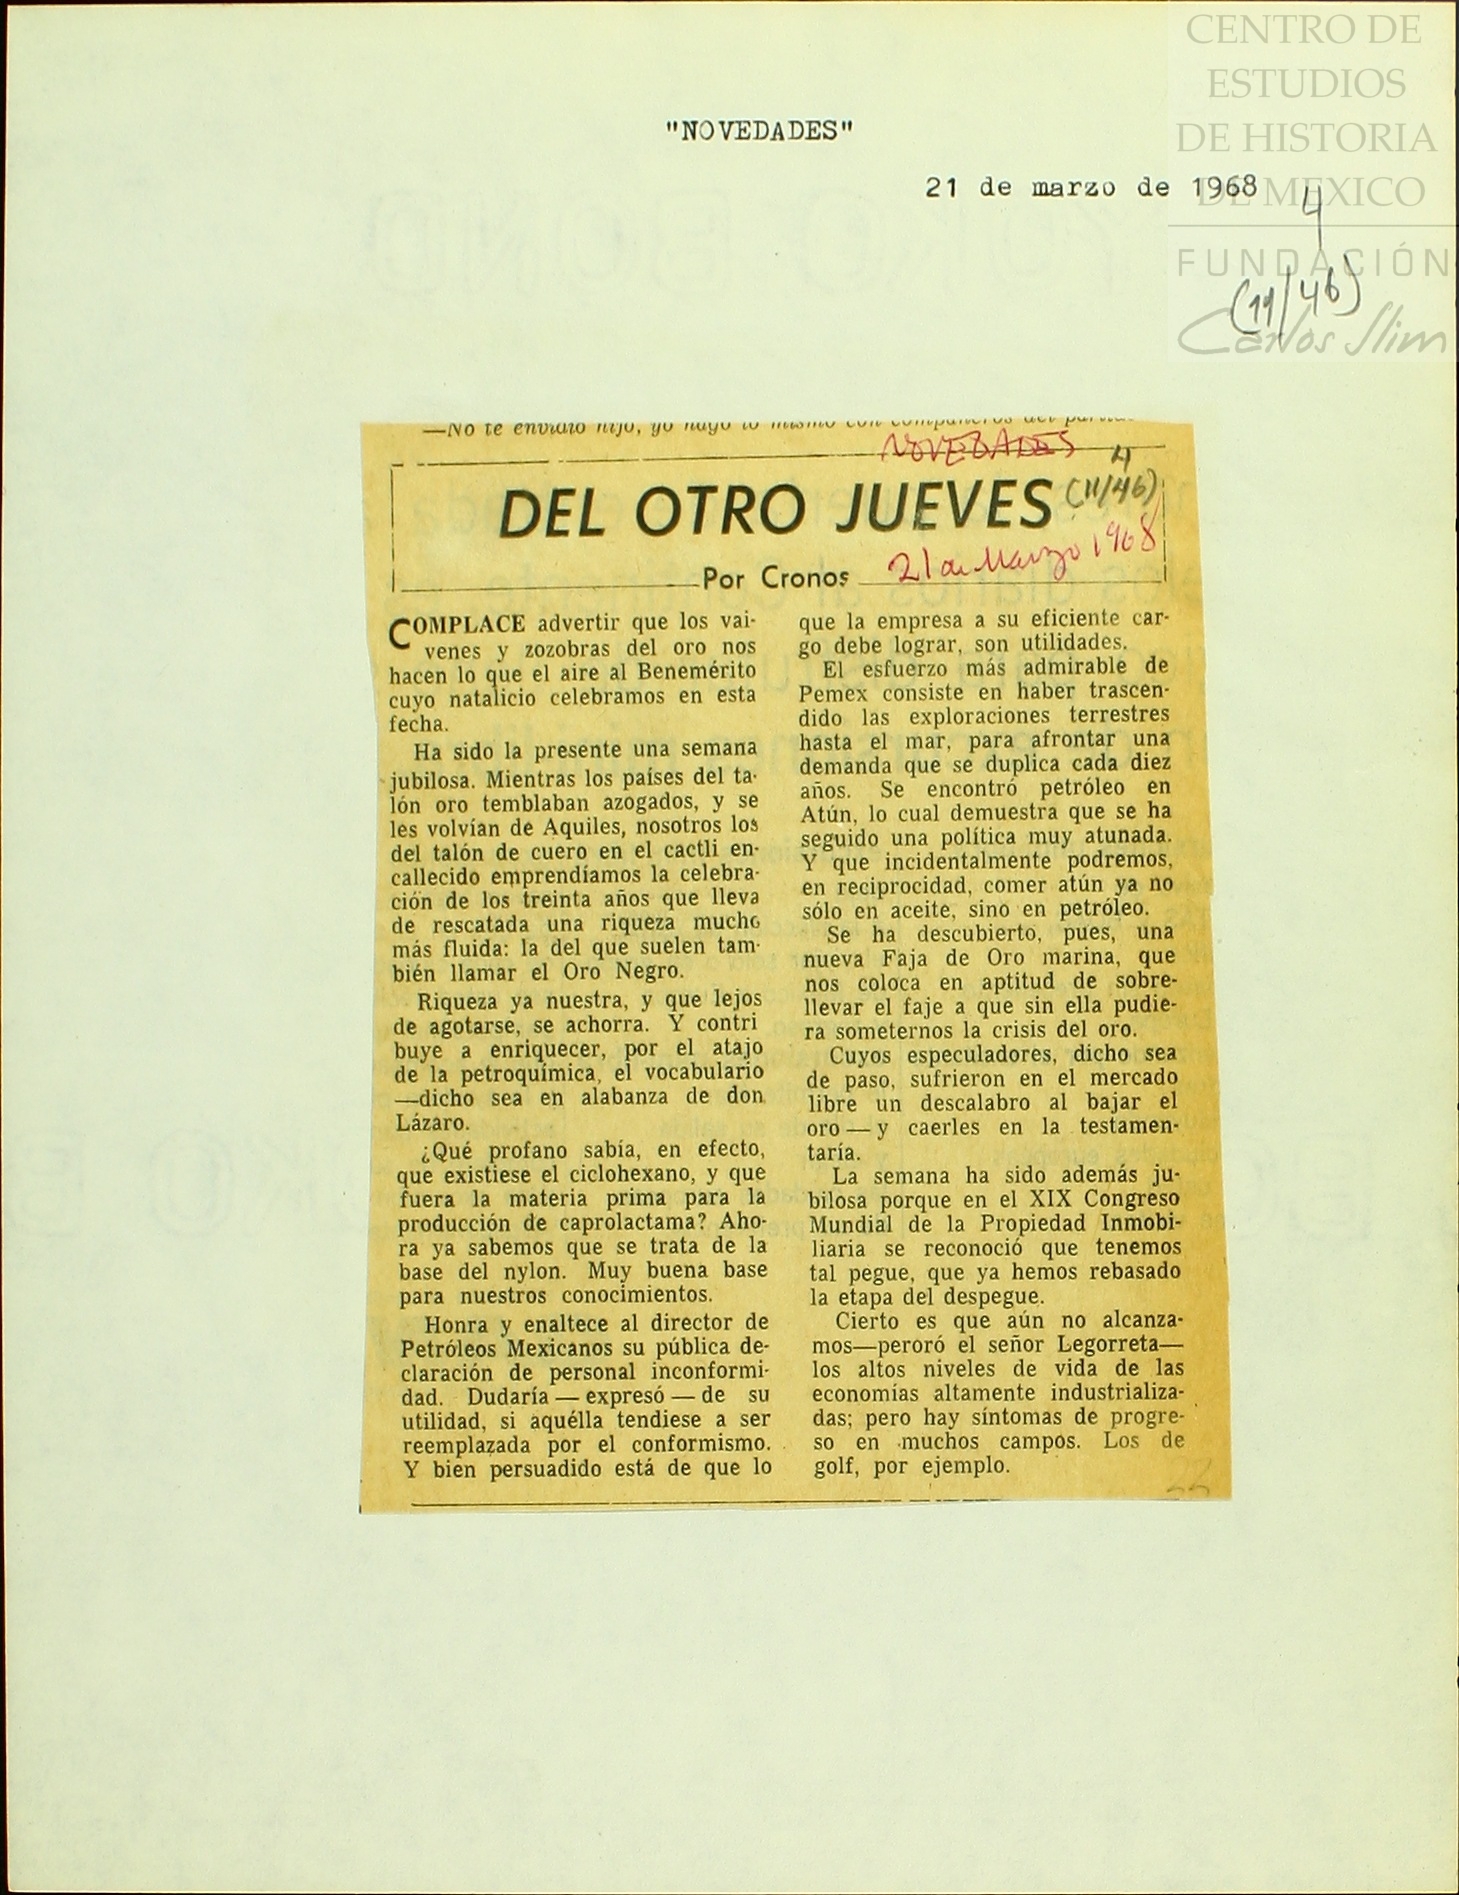 CENTRO DE
ESTUDIOS
DE HISTORIA
DE MEXICO
FUNDACIÓN
Carlos Slim
"NOVEDADES"
21 de marzo de 1968
4
(11/46)
—No te envidio hijo, yo hago lo mismo con compañeros del
NOVEDADES
4
DEL OTRO JUEVES
(11/46)
Por Cronos
21 de Marzo 1968
COMPLACE advertir que los vai-
venes y zozobras del oro nos
hacen lo que el aire al Benemérito
cuyo natalicio celebramos en esta
fecha.
Ha sido la presente una semana
jubilosa. Mientras los países del ta-
lón oro temblaban azogados, y se
les volvían de Aquiles, nosotros los
del talón de cuero en el cactli en-
callecido emprendíamos la celebra-
ción de los treinta años que lleva
de rescatada una riqueza mucho
más fluida: la del que suelen tam-
bién llamar el Oro Negro.
Riqueza ya nuestra, y que lejos
de agotarse, se achorra. Y contri
buye a enriquecer, por el atajo
de la petroquímica, el vocabulario
—dicho sea en alabanza de don
Lázaro.
¿Qué profano sabía, en efecto,
que existiese el ciclohexano, y que
fuera la materia prima para la
producción de caprolactama? Aho-
ra ya sabemos que se trata de la
base del nylon. Muy buena base
para nuestros conocimientos.
Honra y enaltece al director de
Petróleos Mexicanos su pública de-
claración de personal inconformi-
dad. Dudaría — expresó — de su
utilidad, si aquélla tendiese a ser
reemplazada por el conformismo.
Y bien persuadido está de que lo
que la empresa a su eficiente car-
go debe lograr, son utilidades.
El esfuerzo más admirable de
Pemex consiste en haber trascen-
dido las exploraciones terrestres
hasta el mar, para afrontar una
demanda que se duplica cada diez
años. Se encontró petróleo en
Atún, lo cual demuestra que se ha
seguido una política muy atunada.
Y que incidentalmente podremos,
en reciprocidad, comer atún ya no
sólo en aceite, sino en petróleo.
Se ha descubierto, pues, una
nueva Faja de Oro marina, que
nos coloca en aptitud de sobre-
llevar el faje a que sin ella pudie-
ra someternos la crisis del oro.
Cuyos especuladores, dicho sea
de paso, sufrieron en el mercado
libre un descalabro al bajar el
oro — y caerles en la testamen-
taría.
La semana ha sido además ju-
bilosa porque en el XIX Congreso
Mundial de la Propiedad Inmobi-
liaria se reconoció que tenemos
tal pegue, que ya hemos rebasado
la etapa del despegue.
Cierto es que aún no alcanza-
mos—peroró el señor Legorreta—
los altos niveles de vida de las
economías altamente industrializa-
das; pero hay síntomas de progre-
so en muchos campos. Los de
golf, por ejemplo.
22